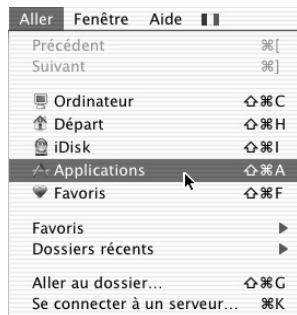 Aller Fenêtre Aide
Précédent ⌘[
Suivant ⌘]
Ordinateur ⇧⌘C
Départ ⇧⌘H
iDisk ⇧⌘I
Applications ⇧⌘A
Favoris ⇧⌘F
Favoris ▶
Dossiers récents ▶
Aller au dossier... ⇧⌘G
Se connecter à un serveur... ⌘K